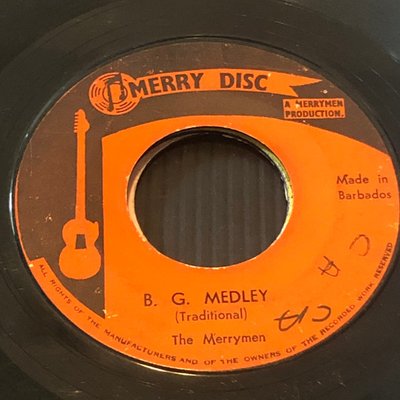 MERRY DISC
A MERRYMEN
PRODUCTION.
Made in
Barbados
B. G. MEDLEY
(Traditional)
The Merrymen
ALL RIGHTS OF THE MANUFACTURERS AND OF THE OWNERS OF THE RECORDED WORK RESERVED